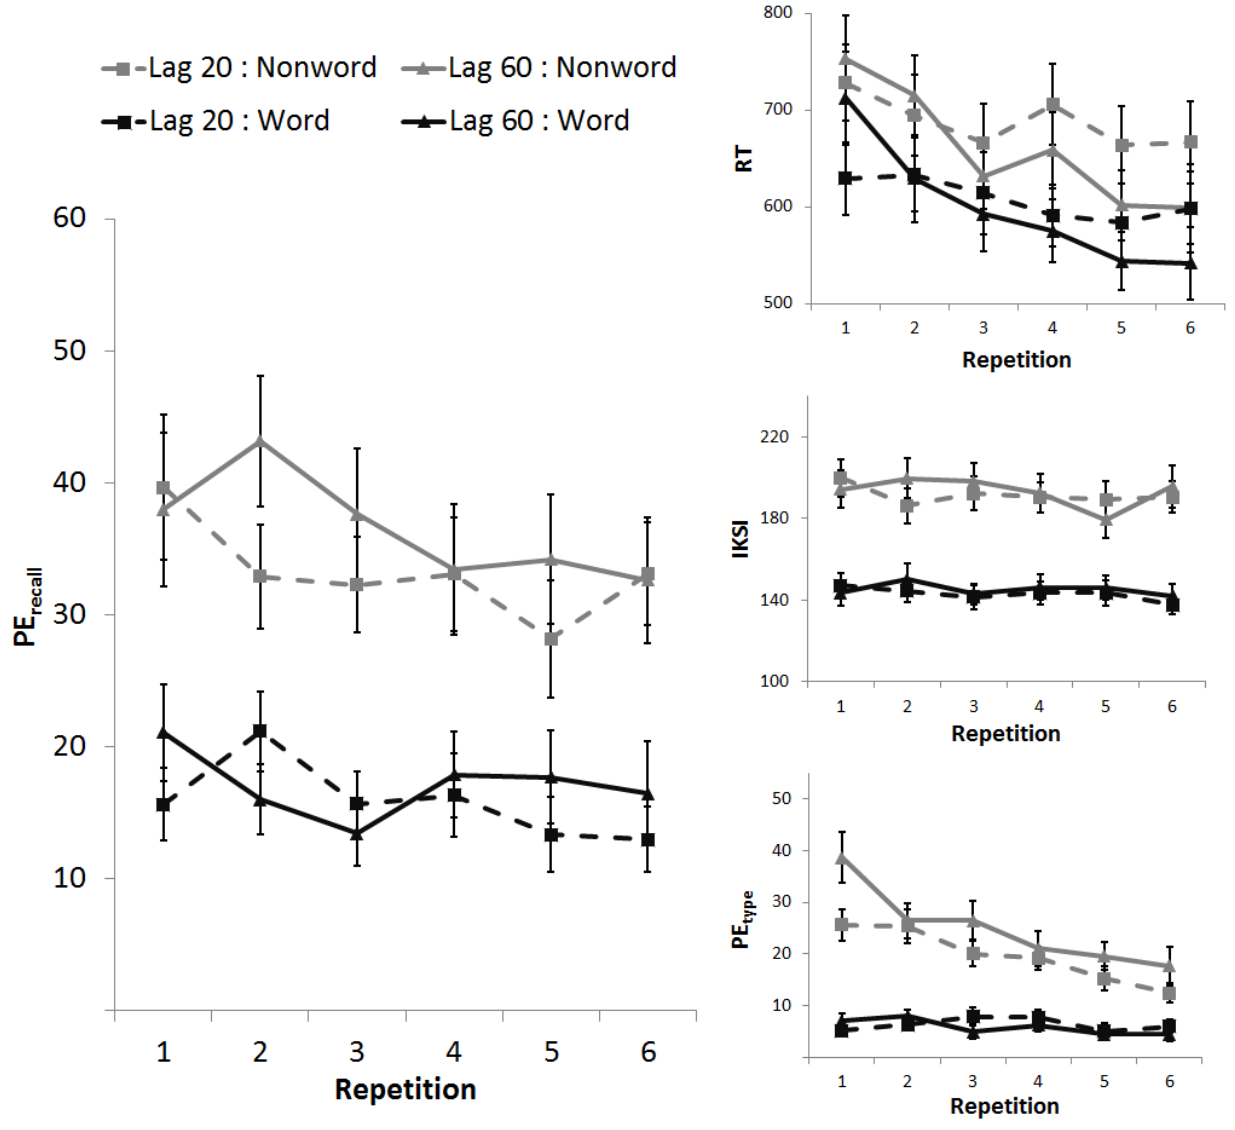 Lag 20 : Nonword
Lag 60 : Nonword
Lag 20 : Word
Lag 60 : Word
PErecall
60
50
40
30
20
10
1 2 3 4 5 6
Repetition
RT
800
700
600
500
1 2 3 4 5 6
Repetition
IKSI
220
180
140
100
1 2 3 4 5 6
Repetition
PEtype
50
40
30
20
10
1 2 3 4 5 6
Repetition